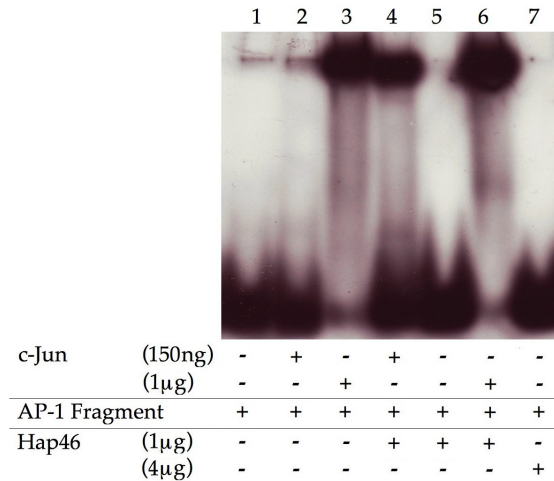 1 2 3 4 5 6 7
c-Jun (150ng) - + - + - - -
(1µg) - - + - - + -
AP-1 Fragment + + + + + + +
Hap46 (1µg) - - - + + + -
(4µg) - - - - - - +